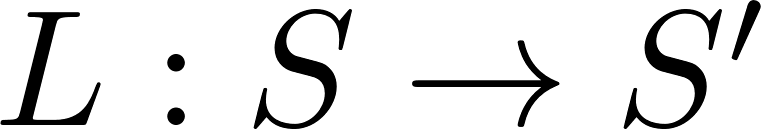 L : S → S′